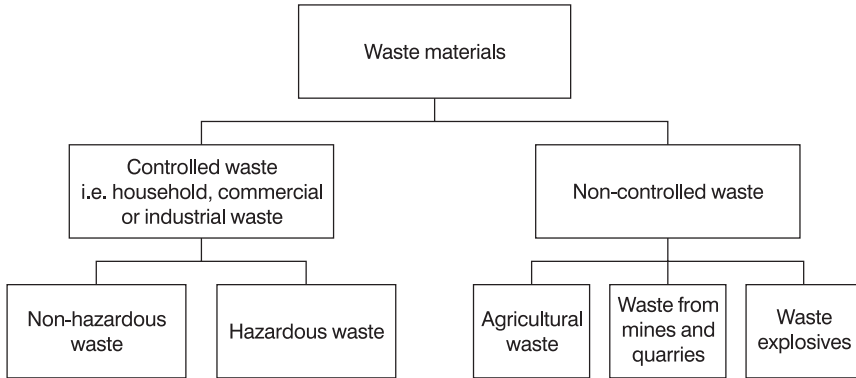 Waste materials
Controlled waste
i.e. household, commercial
or industrial waste
Non-controlled waste
Non-hazardous
waste
Hazardous waste
Agricultural
waste
Waste from
mines and
quarries
Waste
explosives